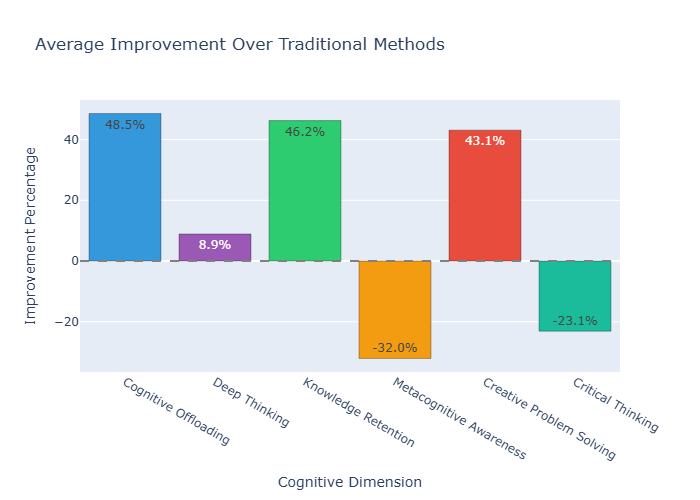 Average Improvement Over Traditional Methods
Improvement Percentage
40
20
0
−20
48.5%
8.9%
46.2%
-32.0%
43.1%
-23.1%
Cognitive Offloading
Deep Thinking
Knowledge Retention
Metacognitive Awareness
Creative Problem Solving
Critical Thinking
Cognitive Dimension